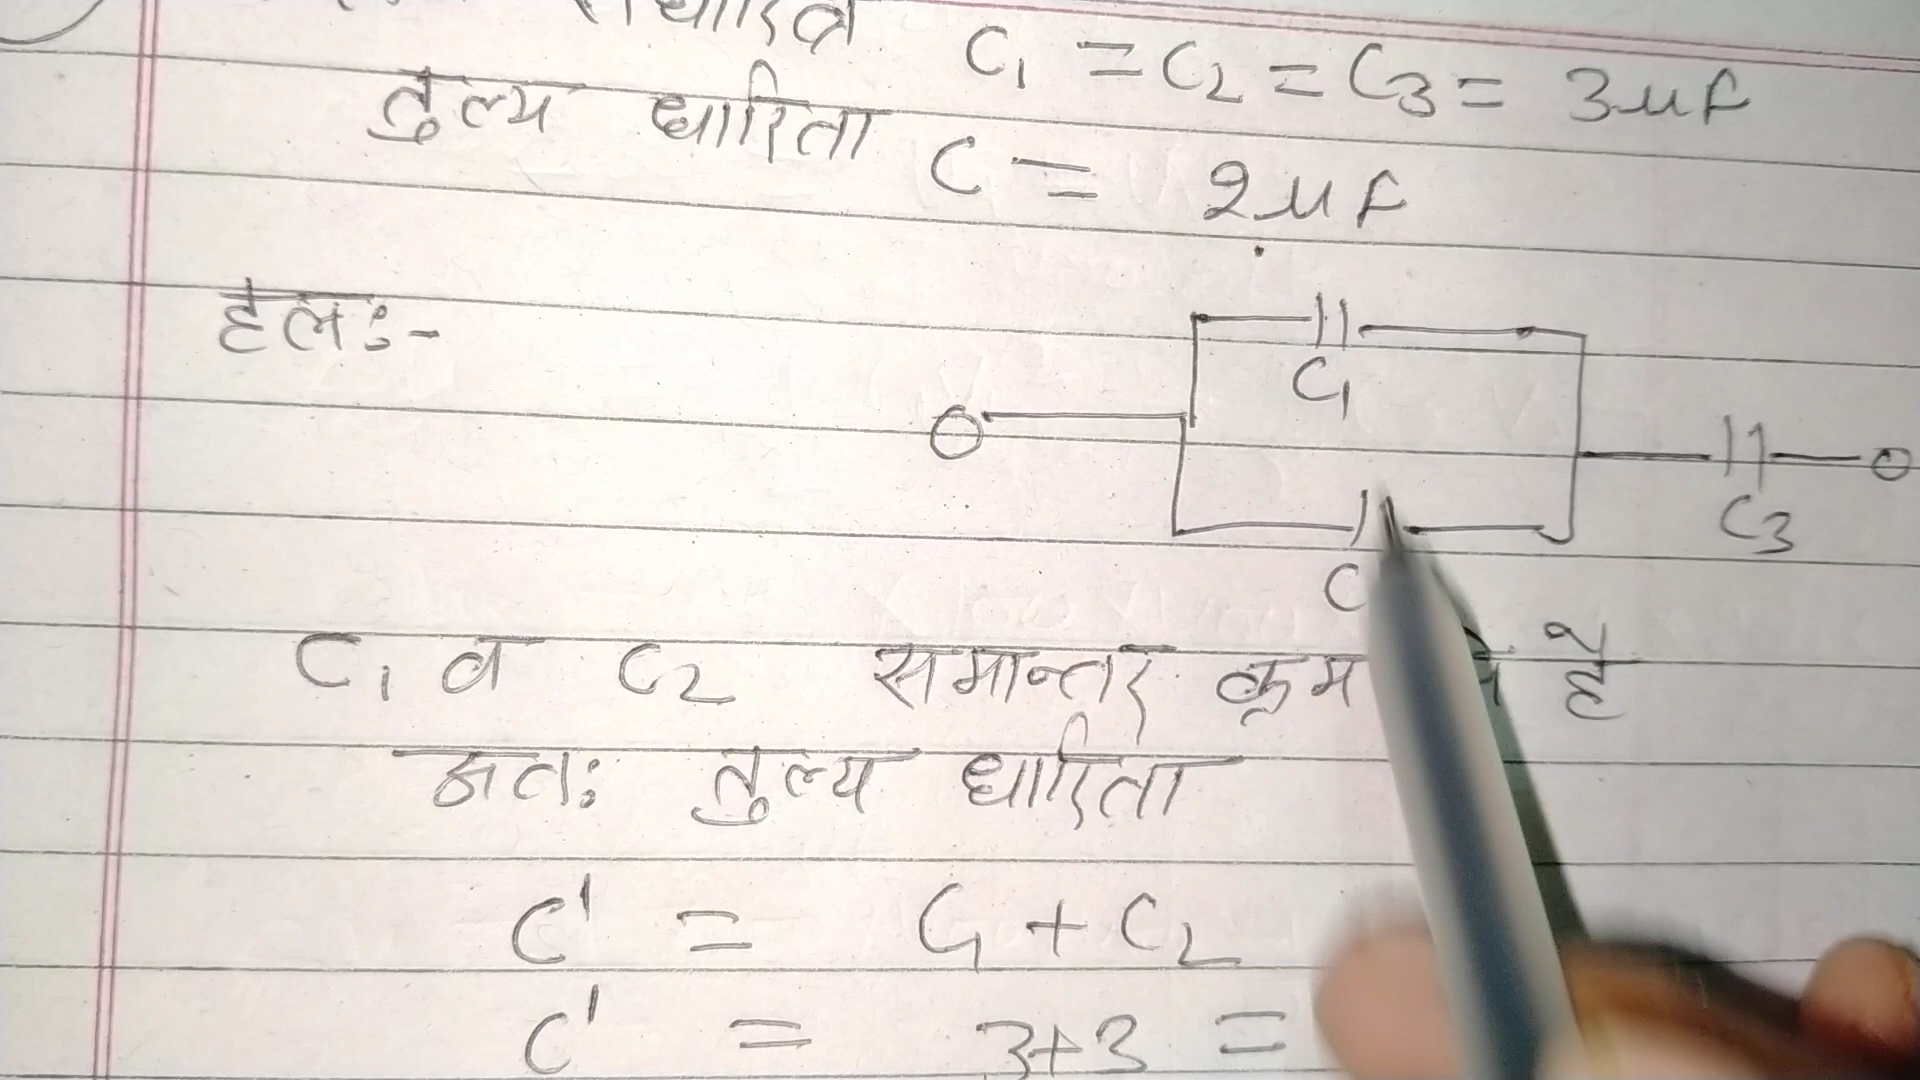 C₁ = C₂ = C₃ = 3μF
तुल्य धारिता C = 2μF
हलः-
C₁
C₃
C
C₁ व C₂ समान्तर क्रम है
अतः तुल्य धारिता
C' = C₁ + C₂
C' = 3+3 =